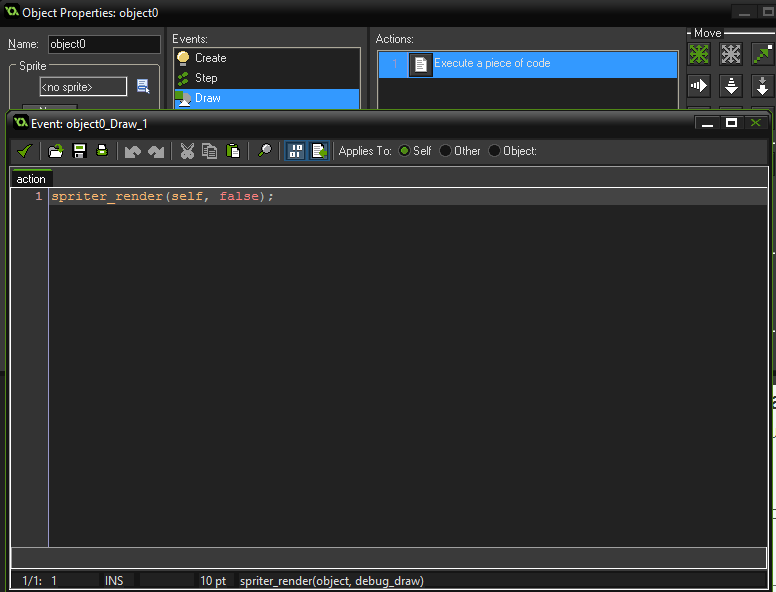 Object Properties: object0
Name: object0
Sprite
<no sprite>
Events:
Create
Step
Draw
Actions:
1 Execute a piece of code
Move
Event: object0_Draw_1
Applies To: Self Other Object:
action
1 spriter_render(self, false);
1/1: 1 INS 10 pt spriter_render(object, debug_draw)